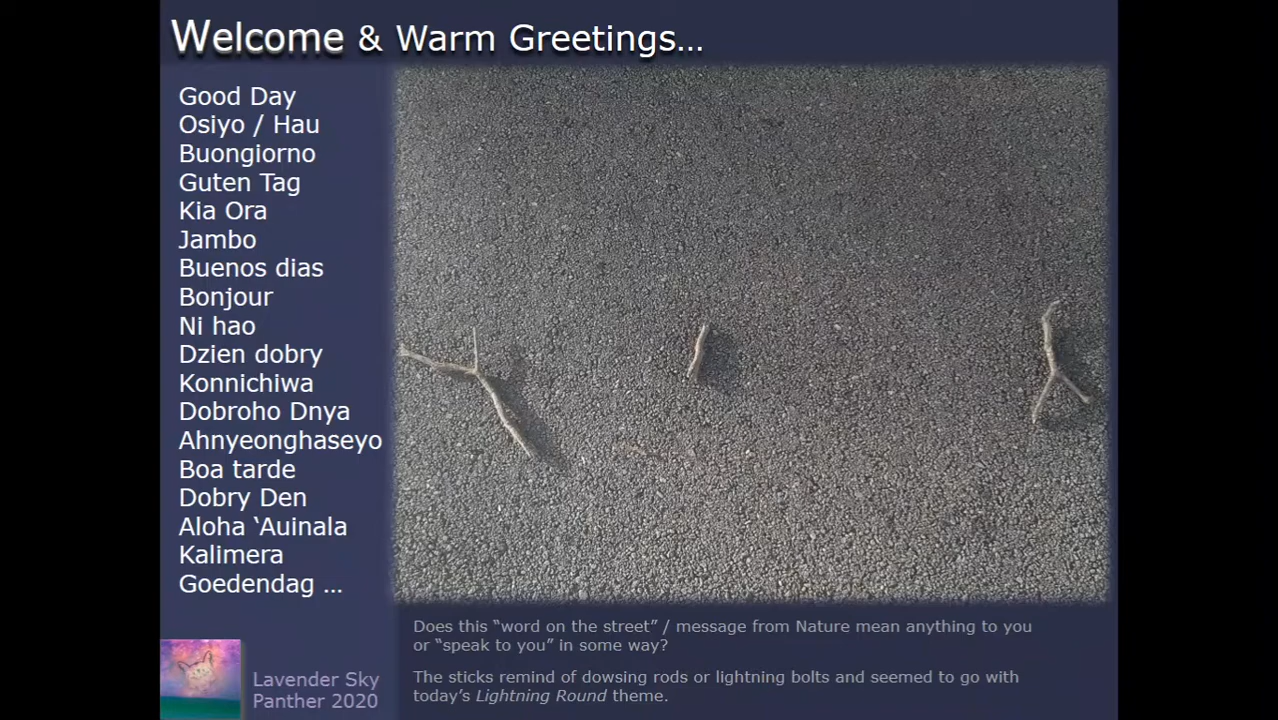 Welcome & Warm Greetings…
Good Day
Osiyo / Hau
Buongiorno
Guten Tag
Kia Ora
Jambo
Buenos dias
Bonjour
Ni hao
Dzien dobry
Konnichiwa
Dobroho Dnya
Ahnyeonghaseyo
Boa tarde
Dobry Den
Aloha ‘Auinala
Kalimera
Goedendag …
Does this “word on the street” / message from Nature mean anything to you
or “speak to you” in some way?
The sticks remind of dowsing rods or lightning bolts and seemed to go with
today’s Lightning Round theme.
Lavender Sky
Panther 2020